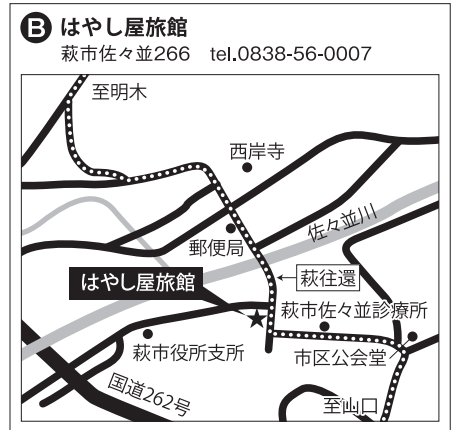 B はやし屋旅館
萩市佐々並266 tel.0838-56-0007
至明木
西岸寺
佐々並川
郵便局
萩往還
はやし屋旅館
萩市佐々並診療所
萩市役所支所
市区公会堂
国道262号
至山口